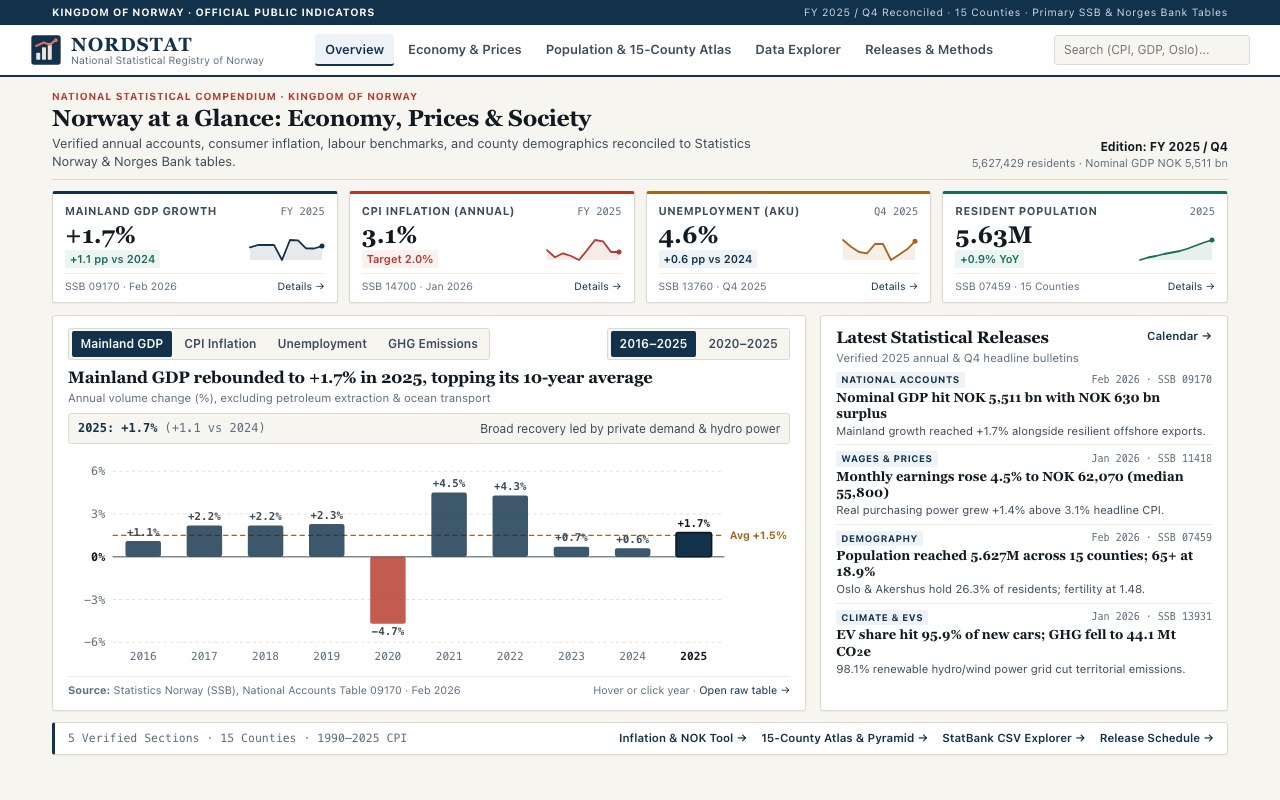 KINGDOM OF NORWAY · OFFICIAL PUBLIC INDICATORS
FY 2025 / Q4 Reconciled · 15 Counties · Primary SSB & Norges Bank Tables
NORDSTAT
National Statistical Registry of Norway
Overview
Economy & Prices
Population & 15-County Atlas
Data Explorer
Releases & Methods
Search (CPI, GDP, Oslo)...
NATIONAL STATISTICAL COMPENDIUM · KINGDOM OF NORWAY
Norway at a Glance: Economy, Prices & Society
Verified annual accounts, consumer inflation, labour benchmarks, and county demographics reconciled to Statistics
Norway & Norges Bank tables.
Edition: FY 2025 / Q4
5,627,429 residents · Nominal GDP NOK 5,511 bn
MAINLAND GDP GROWTH
FY 2025
+1.7%
+1.1 pp vs 2024
SSB 09170 · Feb 2026
Details →
CPI INFLATION (ANNUAL)
FY 2025
3.1%
Target 2.0%
SSB 14700 · Jan 2026
Details →
UNEMPLOYMENT (AKU)
Q4 2025
4.6%
+0.6 pp vs 2024
SSB 13760 · Q4 2025
Details →
RESIDENT POPULATION
2025
5.63M
+0.9% YoY
SSB 07459 · 15 Counties
Details →
Mainland GDP
CPI Inflation
Unemployment
GHG Emissions
2016–2025
2020–2025
Mainland GDP rebounded to +1.7% in 2025, topping its 10-year average
Annual volume change (%), excluding petroleum extraction & ocean transport
2025: +1.7% (+1.1 vs 2024)
Broad recovery led by private demand & hydro power
6%
3%
0%
−3%
−6%
+1.1%
+2.2%
+2.2%
+2.3%
−4.7%
+4.5%
+4.3%
+0.7%
+0.6%
+1.7%
Avg +1.5%
2016
2017
2018
2019
2020
2021
2022
2023
2024
2025
Source: Statistics Norway (SSB), National Accounts Table 09170 · Feb 2026
Hover or click year · Open raw table →
Latest Statistical Releases
Calendar →
Verified 2025 annual & Q4 headline bulletins
NATIONAL ACCOUNTS
Feb 2026 · SSB 09170
Nominal GDP hit NOK 5,511 bn with NOK 630 bn
surplus
Mainland growth reached +1.7% alongside resilient offshore exports.
WAGES & PRICES
Jan 2026 · SSB 11418
Monthly earnings rose 4.5% to NOK 62,070 (median
55,800)
Real purchasing power grew +1.4% above 3.1% headline CPI.
DEMOGRAPHY
Feb 2026 · SSB 07459
Population reached 5.627M across 15 counties; 65+ at
18.9%
Oslo & Akershus hold 26.3% of residents; fertility at 1.48.
CLIMATE & EVS
Jan 2026 · SSB 13931
EV share hit 95.9% of new cars; GHG fell to 44.1 Mt
CO2e
98.1% renewable hydro/wind power grid cut territorial emissions.
5 Verified Sections · 15 Counties · 1990–2025 CPI
Inflation & NOK Tool →
15-County Atlas & Pyramid →
StatBank CSV Explorer →
Release Schedule →